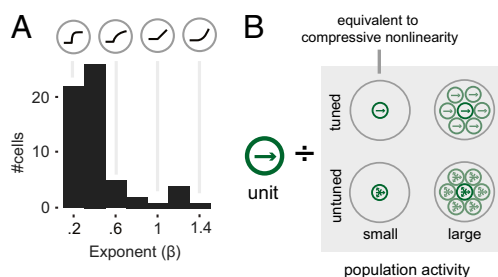 A
B
equivalent to
compressive nonlinearity
20
10
0
#cells
.2
.6
1
1.4
Exponent (β)
÷
unit
tuned
untuned
small
large
population activity